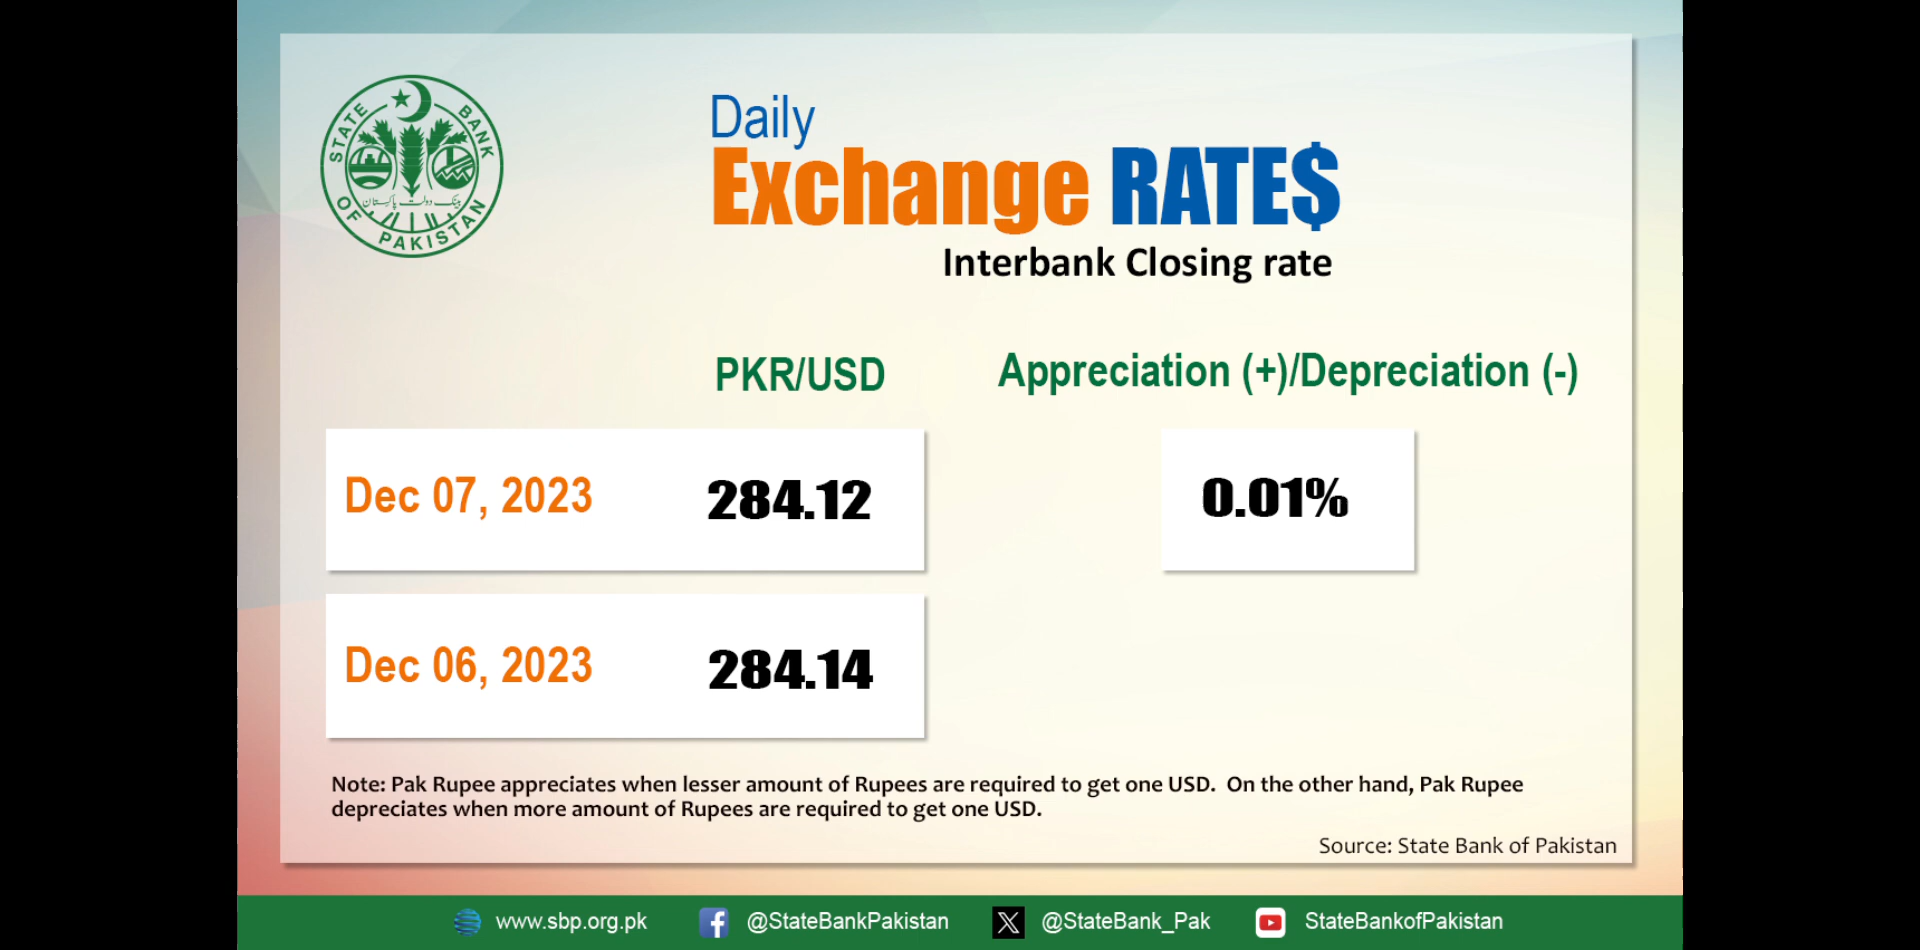 STATE BANK
OF PAKISTAN
بینک دولت پاکستان
Daily
Exchange RATE$
Interbank Closing rate
PKR/USD
Appreciation (+)/Depreciation (-)
Dec 07, 2023
284.12
0.01%
Dec 06, 2023
284.14
Note: Pak Rupee appreciates when lesser amount of Rupees are required to get one USD. On the other hand, Pak Rupee
depreciates when more amount of Rupees are required to get one USD.
Source: State Bank of Pakistan
www.sbp.org.pk
@StateBankPakistan
@StateBank_Pak
StateBankofPakistan